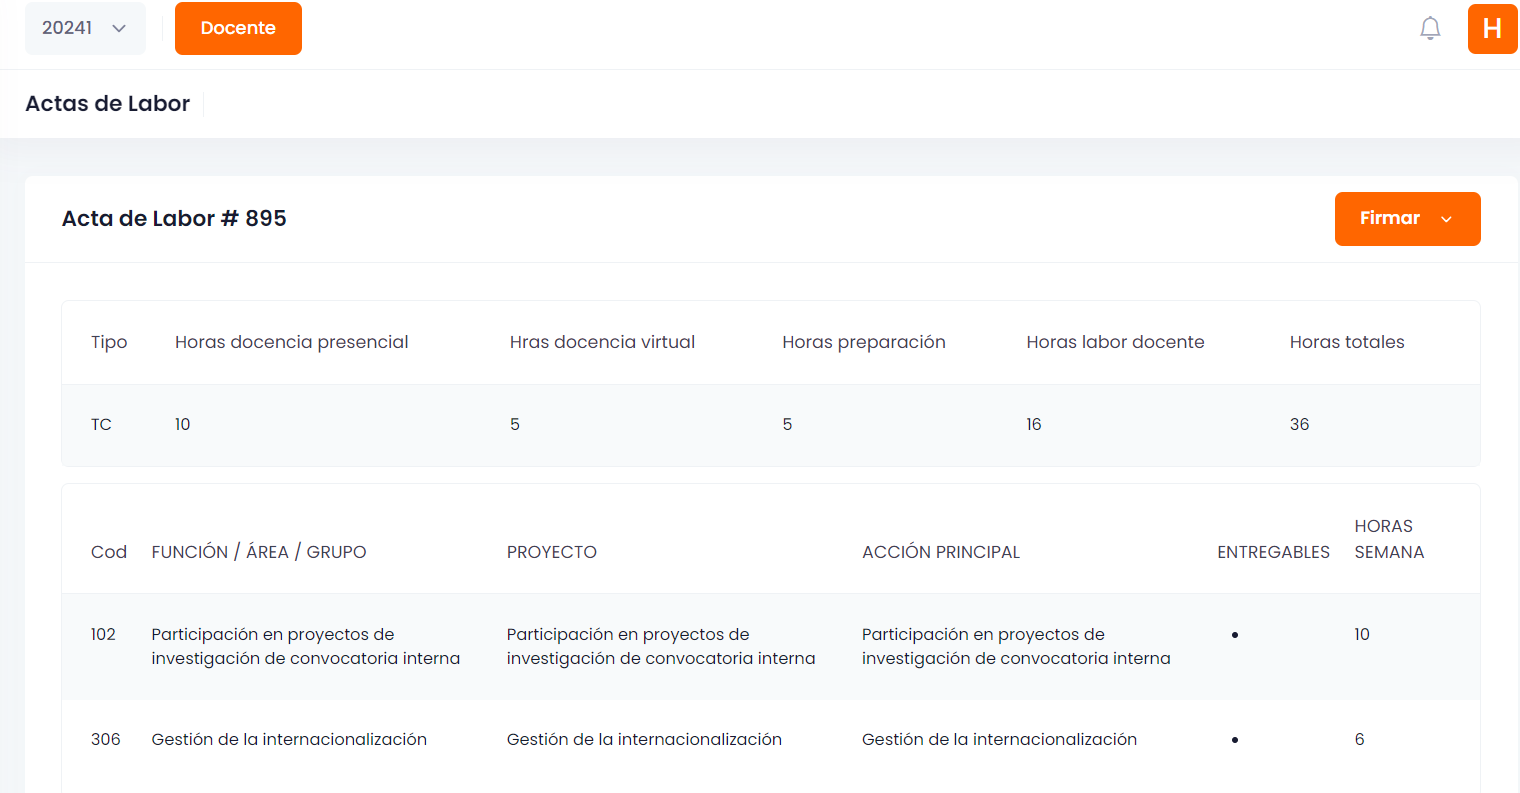 20241
Docente
H
Actas de Labor
Acta de Labor # 895
Firmar
Tipo Horas docencia presencial Hras docencia virtual Horas preparación Horas labor docente Horas totales
TC 10 5 5 16 36
HORAS
Cod FUNCIÓN / ÁREA / GRUPO PROYECTO ACCIÓN PRINCIPAL ENTREGABLES SEMANA
102 Participación en proyectos de Participación en proyectos de Participación en proyectos de • 10
investigación de convocatoria interna investigación de convocatoria interna investigación de convocatoria interna
306 Gestión de la internacionalización Gestión de la internacionalización Gestión de la internacionalización • 6